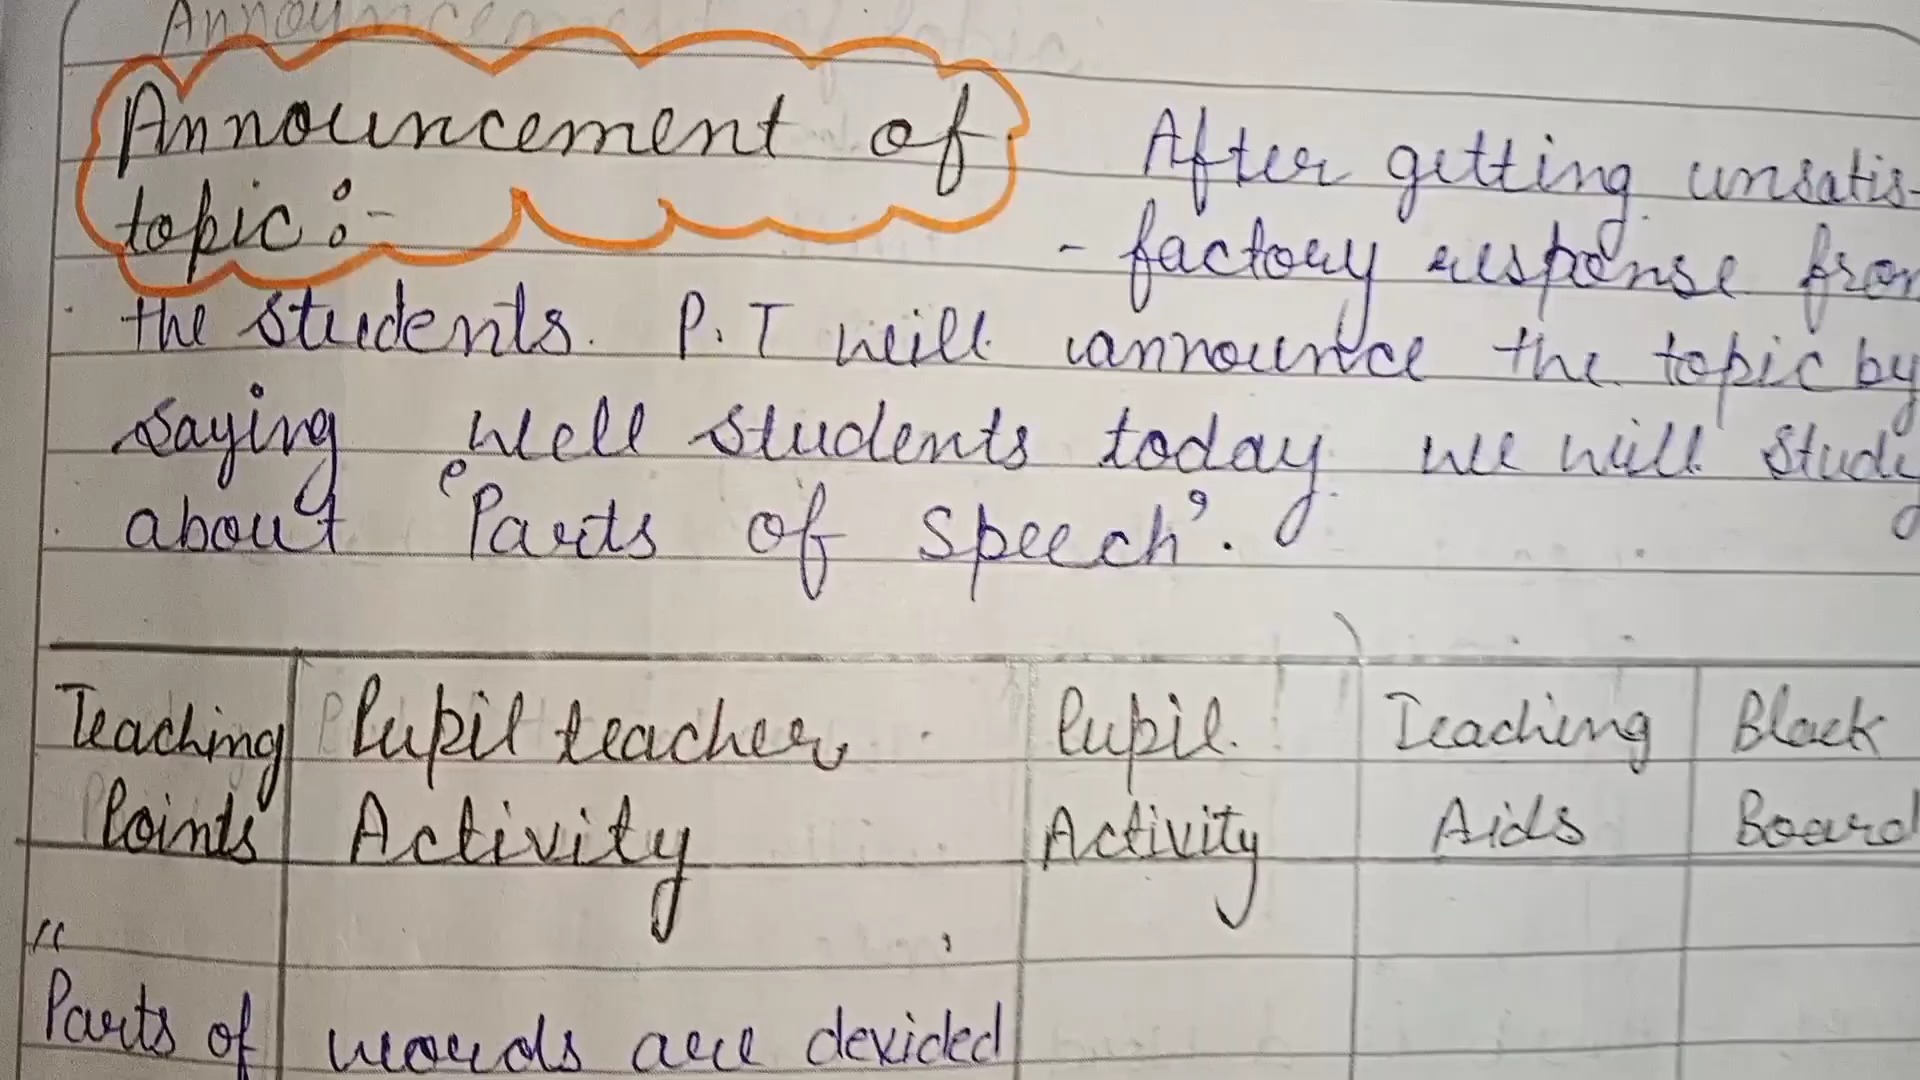 Announcement of
topic :-
After getting unsatis-
- factory response from
the students. P.T will announce the topic by
saying well students today we will study
about 'Parts of Speech'.
Teaching Points
Pupil teacher Activity
Pupil Activity
Teaching Aids
Black Board
"Parts of
words are devided